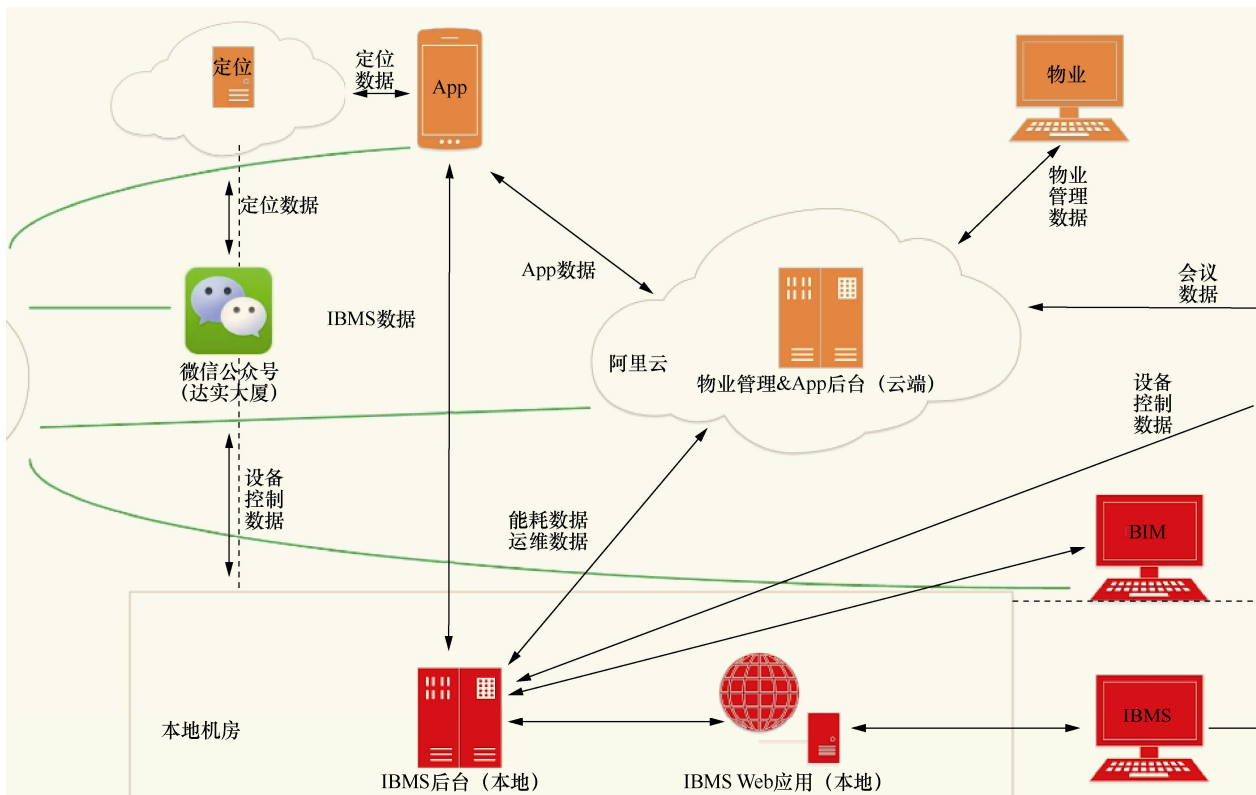 定位
定位
数据
App
物业
物业
管理
数据
定位数据
App数据
会议
数据
IBMS数据
阿里云
微信公众号
(达实大厦)
物业管理&App后台（云端）
设备
控制
数据
设备
控制
数据
能耗数据
运维数据
BIM
本地机房
IBMS
IBMS后台（本地）
IBMS Web应用（本地）